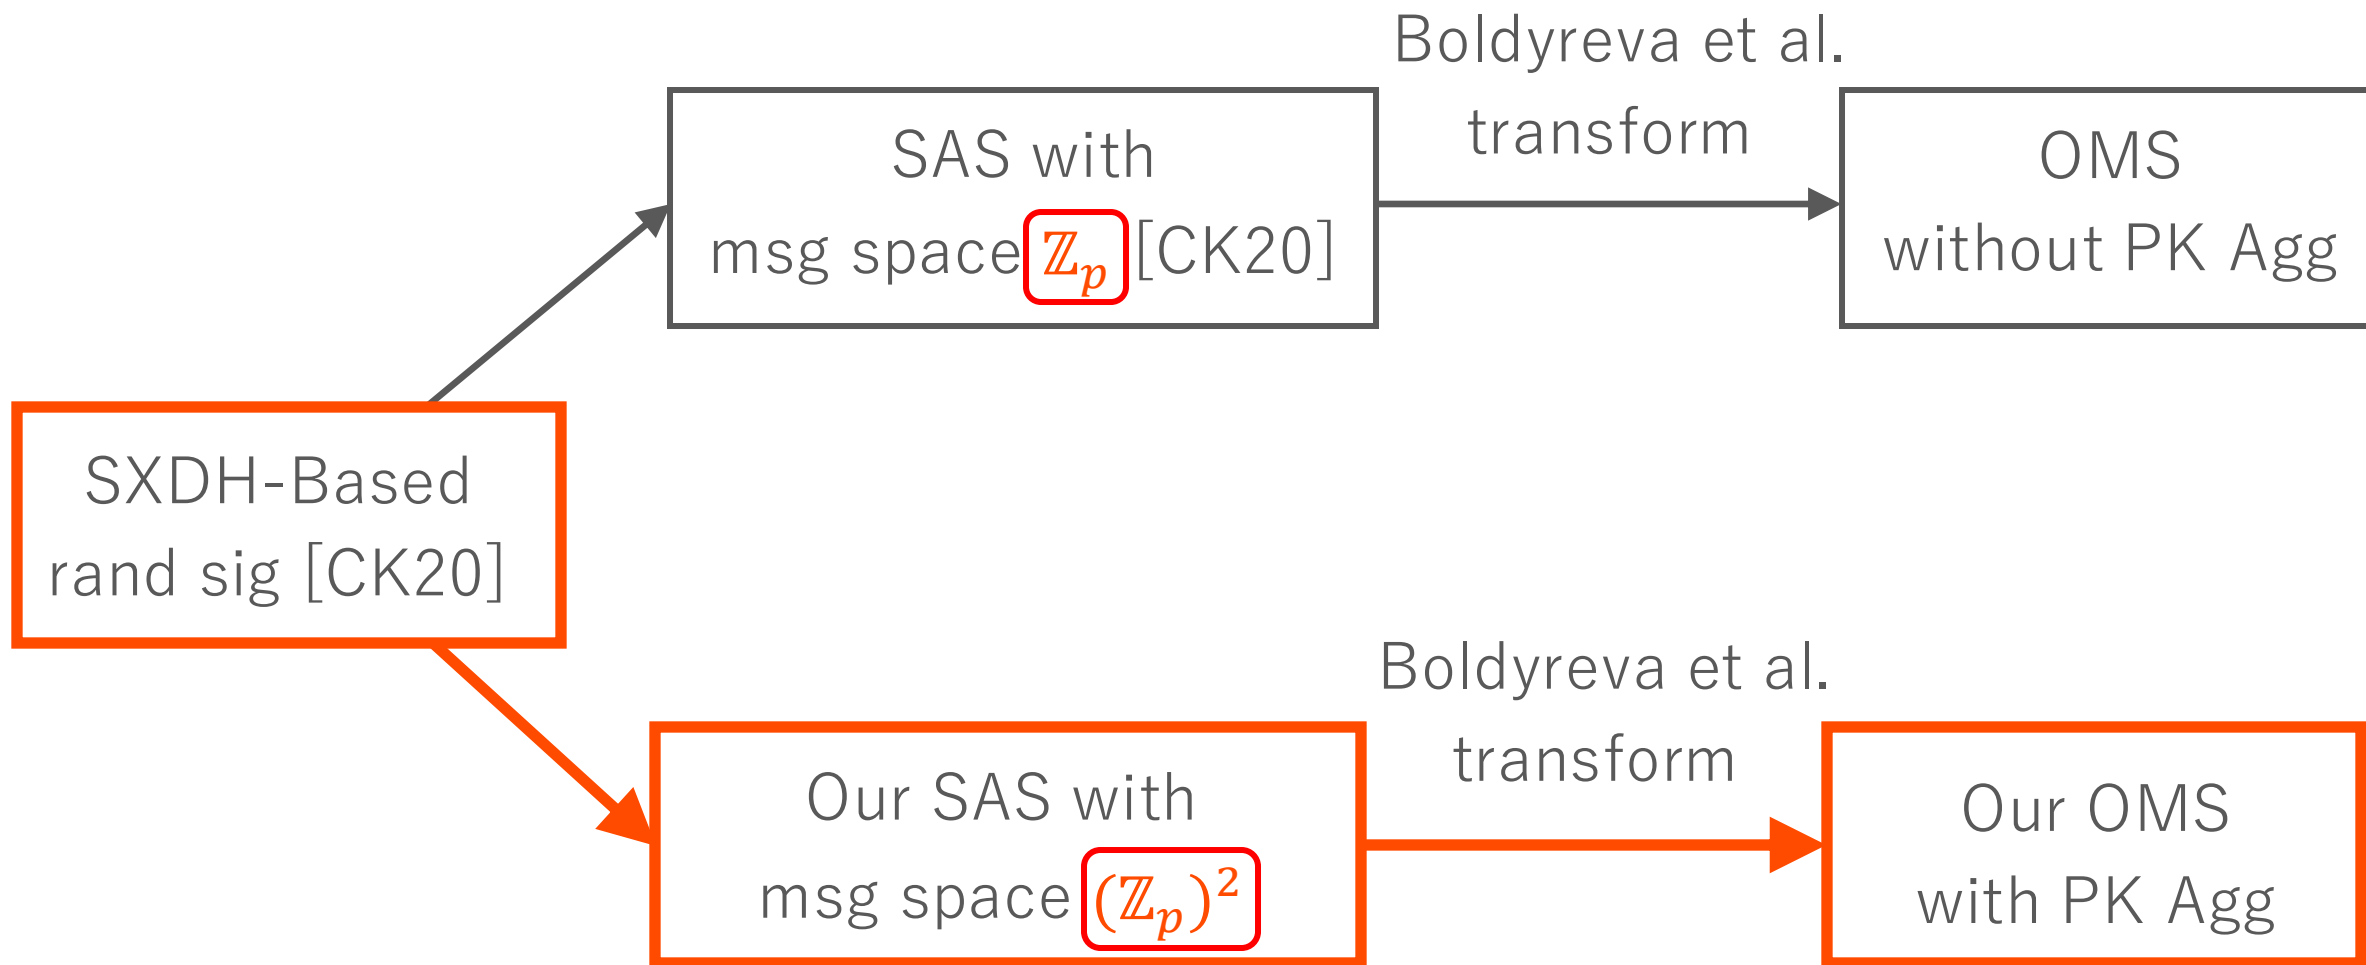 Boldyreva et al.
transform
SAS with
msg space ℤ_p [CK20]
OMS
without PK Agg
SXDH-Based
rand sig [CK20]
Boldyreva et al.
transform
Our SAS with
msg space (ℤ_p)²
Our OMS
with PK Agg